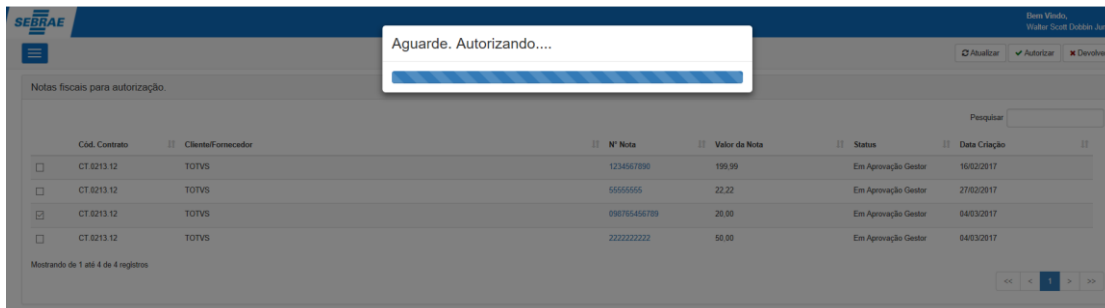 SEBRAE
Bem Vindo,
Walter Scott Dobbin Jun
Aguarde. Autorizando....
Atualizar Autorizar Devolve
Notas fiscais para autorização.
Pesquisar
Cód. Contrato Cliente/Fornecedor N° Nota Valor da Nota Status Data Criação
CT.0213.12 TOTVS 1234567890 199,99 Em Aprovação Gestor 16/02/2017
CT.0213.12 TOTVS 55555555 22,22 Em Aprovação Gestor 27/02/2017
CT.0213.12 TOTVS 098765456789 20,00 Em Aprovação Gestor 04/03/2017
CT.0213.12 TOTVS 2222222222 50,00 Em Aprovação Gestor 04/03/2017
Mostrando de 1 até 4 de 4 registros
<< < 1 > >>